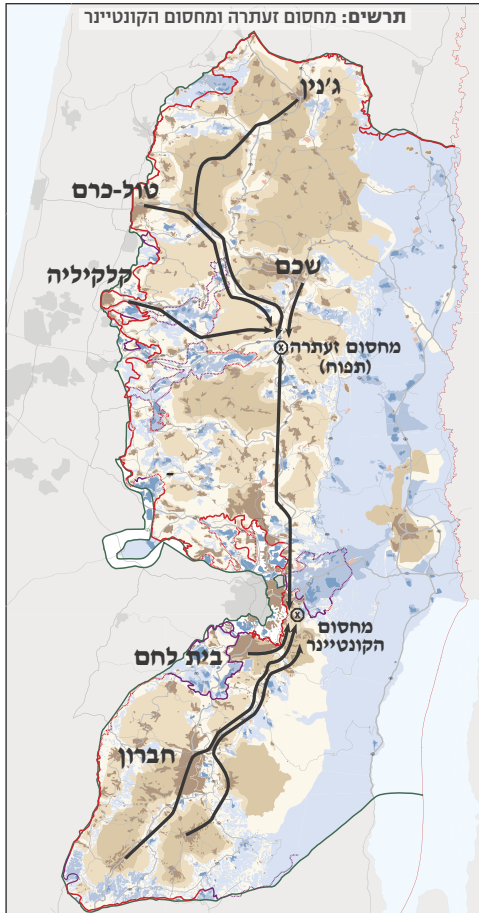 תרשים: מחסום זעתרה ומחסום הקונטיינר
ג'נין
טול-כרם
שכם
קלקיליה
מחסום זעתרה
(תפוח)
מחסום
הקונטיינר
בית לחם
חברון